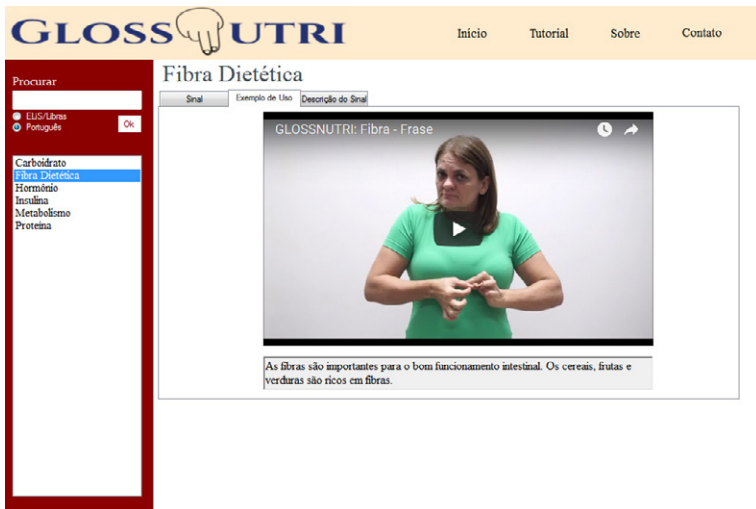 GLOSSNUTRI
Início Tutorial Sobre Contato
Procurar
ELiS/Libras
Português
Ok
Carboidrato
Fibra Dietética
Hormônio
Insulina
Metabolismo
Proteína
Fibra Dietética
Sinal Exemplo de Uso Descrição do Sinal
GLOSSNUTRI: Fibra - Frase
As fibras são importantes para o bom funcionamento intestinal. Os cereais, frutas e
verduras são ricos em fibras.